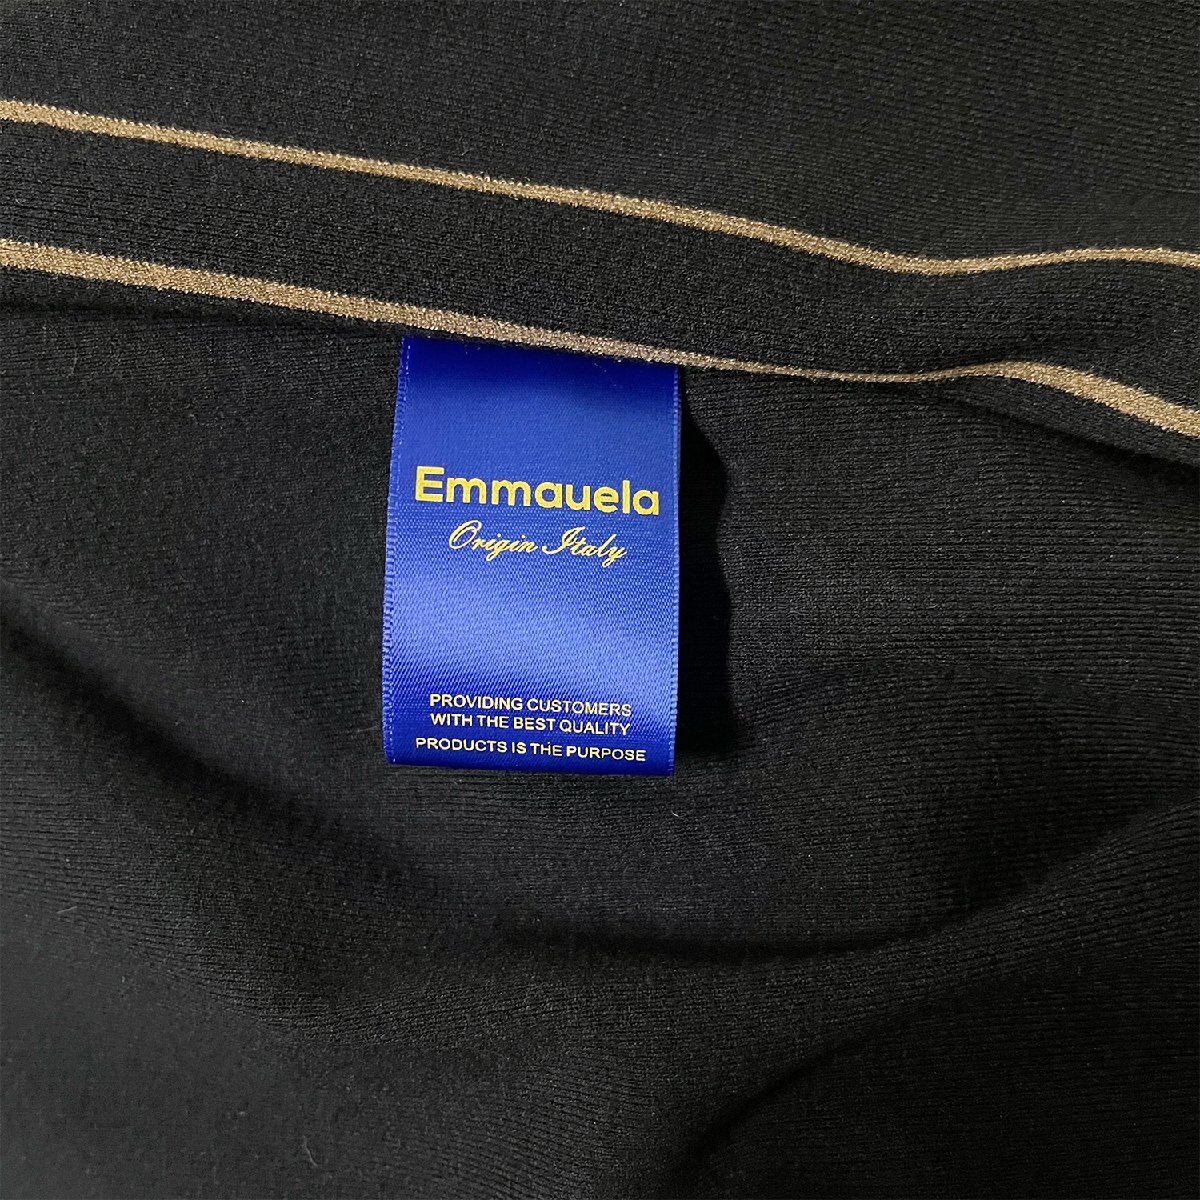 Emmauela
Origin Italy
PROVIDING CUSTOMERS
WITH THE BEST QUALITY
PRODUCTS IS THE PURPOSE